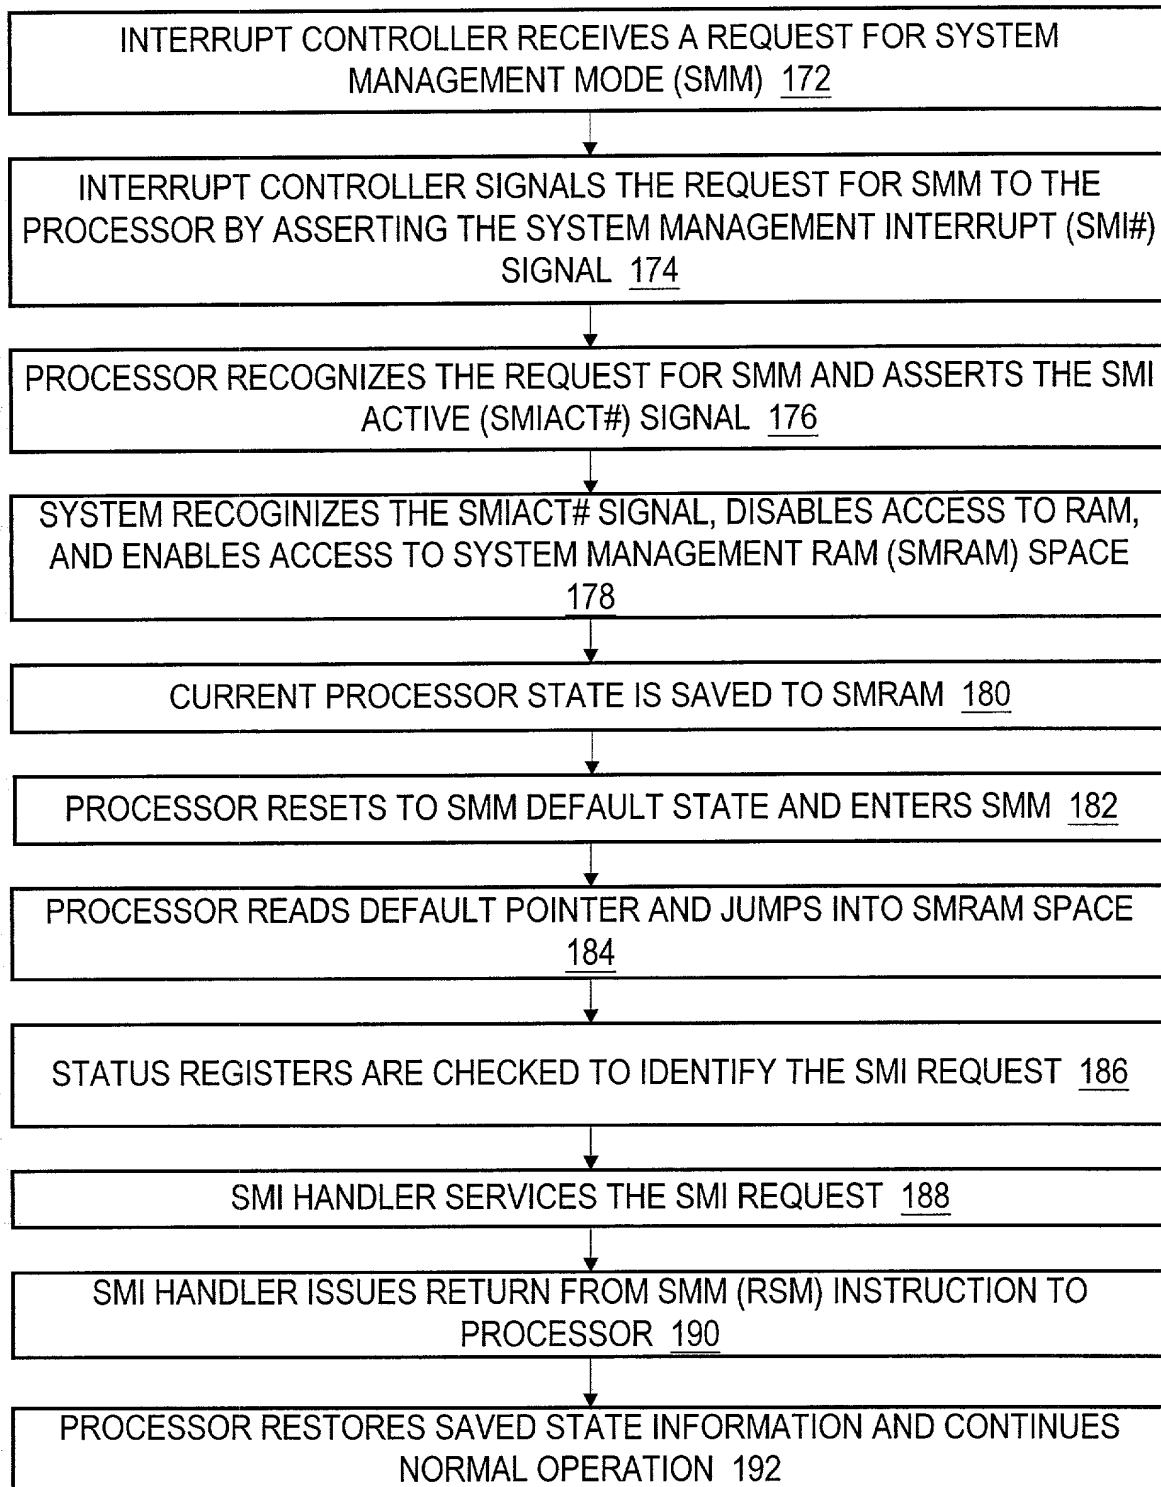 INTERRUPT CONTROLLER RECEIVES A REQUEST FOR SYSTEM
MANAGEMENT MODE (SMM) 172
INTERRUPT CONTROLLER SIGNALS THE REQUEST FOR SMM TO THE
PROCESSOR BY ASSERTING THE SYSTEM MANAGEMENT INTERRUPT (SMI#)
SIGNAL 174
PROCESSOR RECOGNIZES THE REQUEST FOR SMM AND ASSERTS THE SMI
ACTIVE (SMIACT#) SIGNAL 176
SYSTEM RECOGINIZES THE SMIACT# SIGNAL, DISABLES ACCESS TO RAM,
AND ENABLES ACCESS TO SYSTEM MANAGEMENT RAM (SMRAM) SPACE
178
CURRENT PROCESSOR STATE IS SAVED TO SMRAM 180
PROCESSOR RESETS TO SMM DEFAULT STATE AND ENTERS SMM 182
PROCESSOR READS DEFAULT POINTER AND JUMPS INTO SMRAM SPACE
184
STATUS REGISTERS ARE CHECKED TO IDENTIFY THE SMI REQUEST 186
SMI HANDLER SERVICES THE SMI REQUEST 188
SMI HANDLER ISSUES RETURN FROM SMM (RSM) INSTRUCTION TO
PROCESSOR 190
PROCESSOR RESTORES SAVED STATE INFORMATION AND CONTINUES
NORMAL OPERATION 192